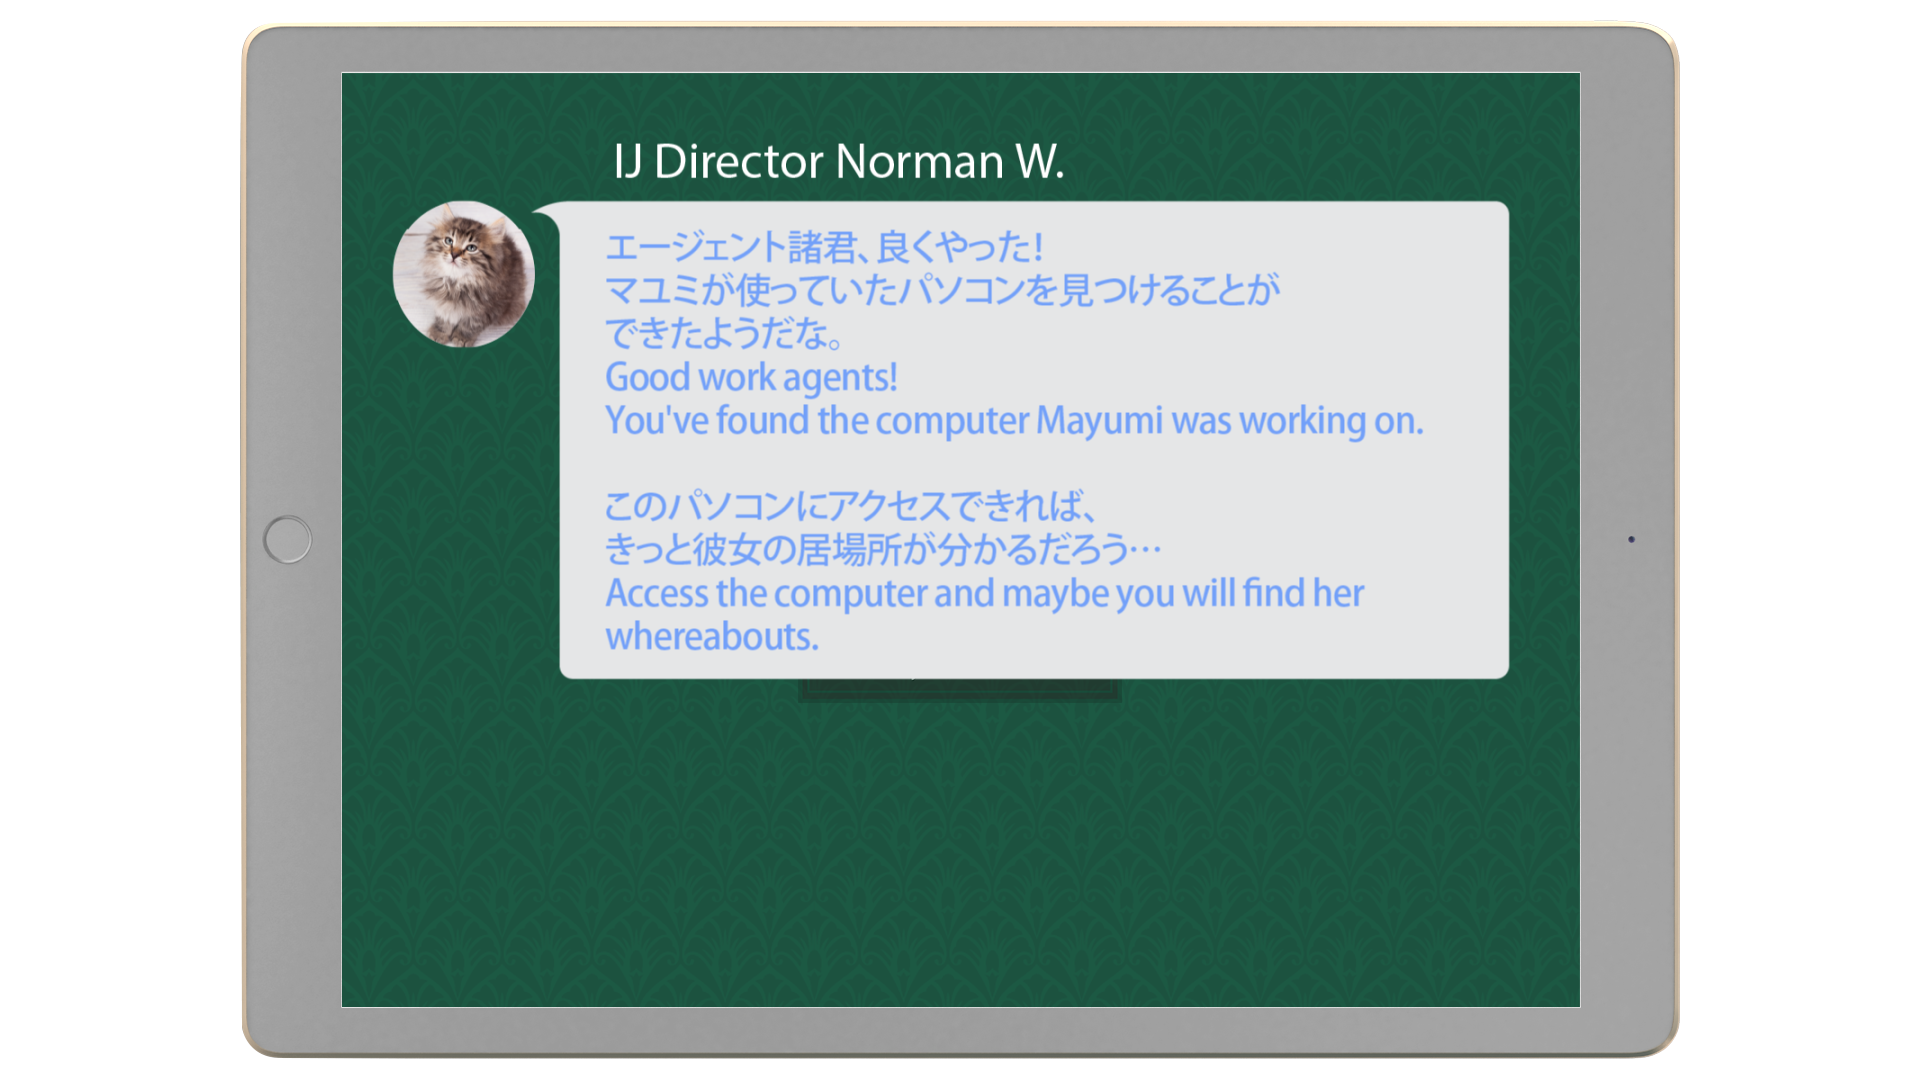 IJ Director Norman W.
エージェント諸君、良くやった!
マユミが使っていたパソコンを見つけることが
できたようだな。
Good work agents!
You've found the computer Mayumi was working on.
このパソコンにアクセスできれば、
きっと彼女の居場所が分かるだろう…
Access the computer and maybe you will find her
whereabouts.